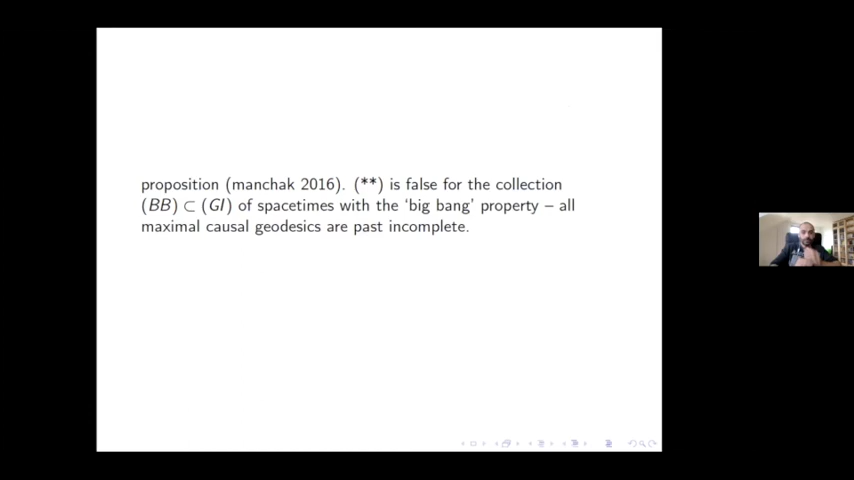 proposition (manchak 2016). (**) is false for the collection
(BB) ⊂ (GI) of spacetimes with the ‘big bang’ property – all
maximal causal geodesics are past incomplete.